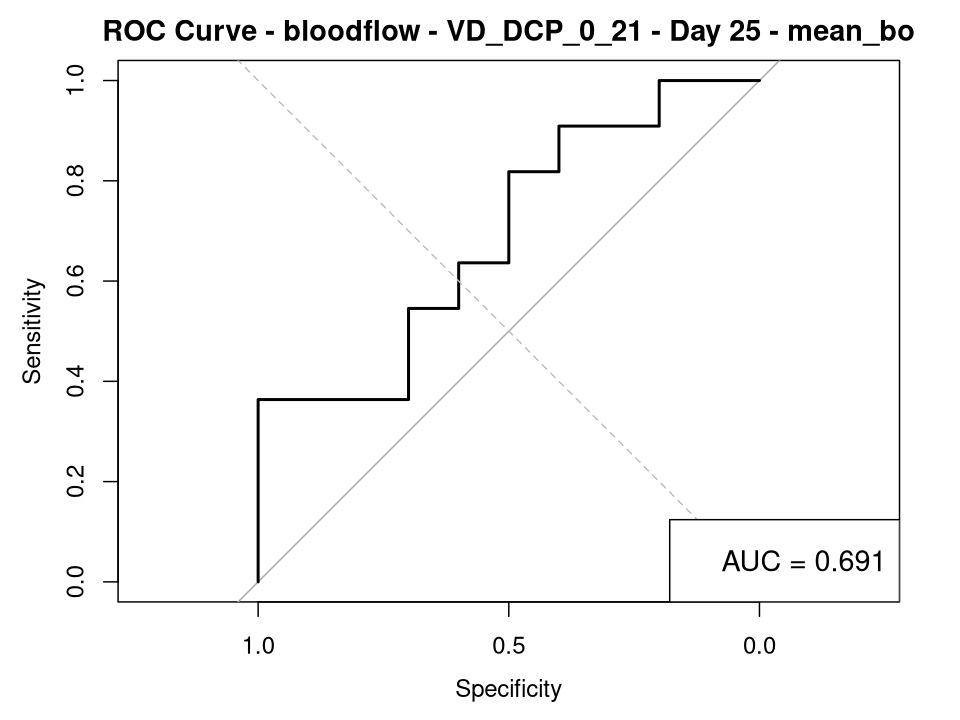 ROC Curve - bloodflow - VD_DCP_0_21 - Day 25 - mean_bo
1.0
0.8
0.6
0.4
0.2
0.0
Sensitivity
AUC = 0.691
1.0 0.5 0.0
Specificity